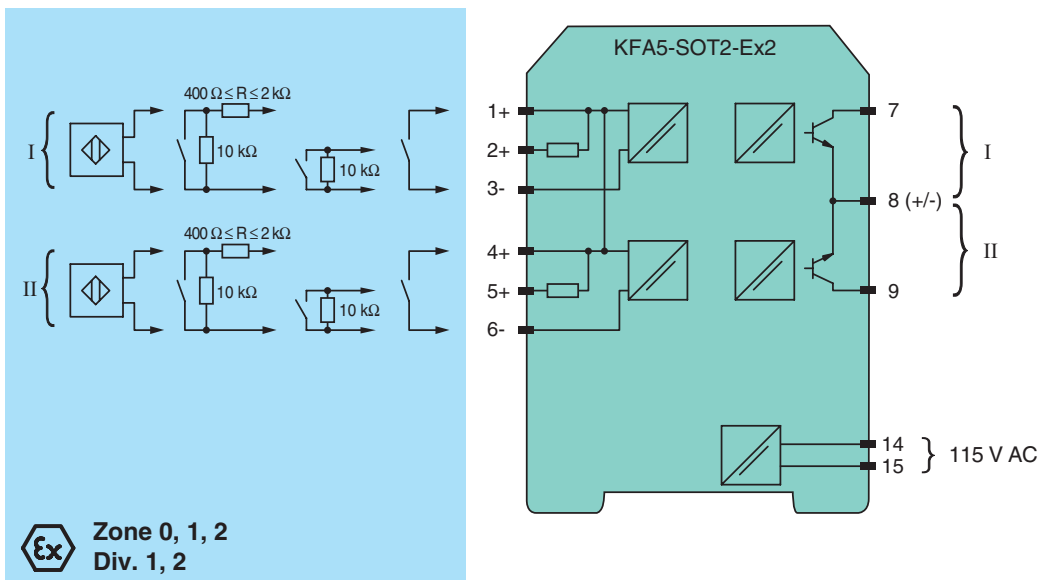 KFA5-SOT2-Ex2
400 Ω ≤ R ≤ 2 kΩ
I
10 kΩ
10 kΩ
400 Ω ≤ R ≤ 2 kΩ
II
10 kΩ
10 kΩ
1+
2+
3-
4+
5+
6-
7
8 (+/-)
9
I
II
14
15
115 V AC
Ex
Zone 0, 1, 2
Div. 1, 2